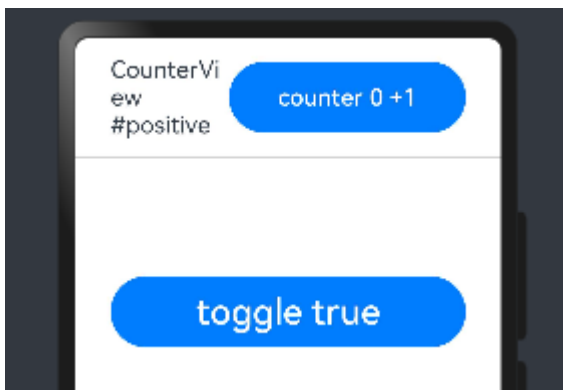 CounterVi
ew
#positive
counter 0 +1
toggle true